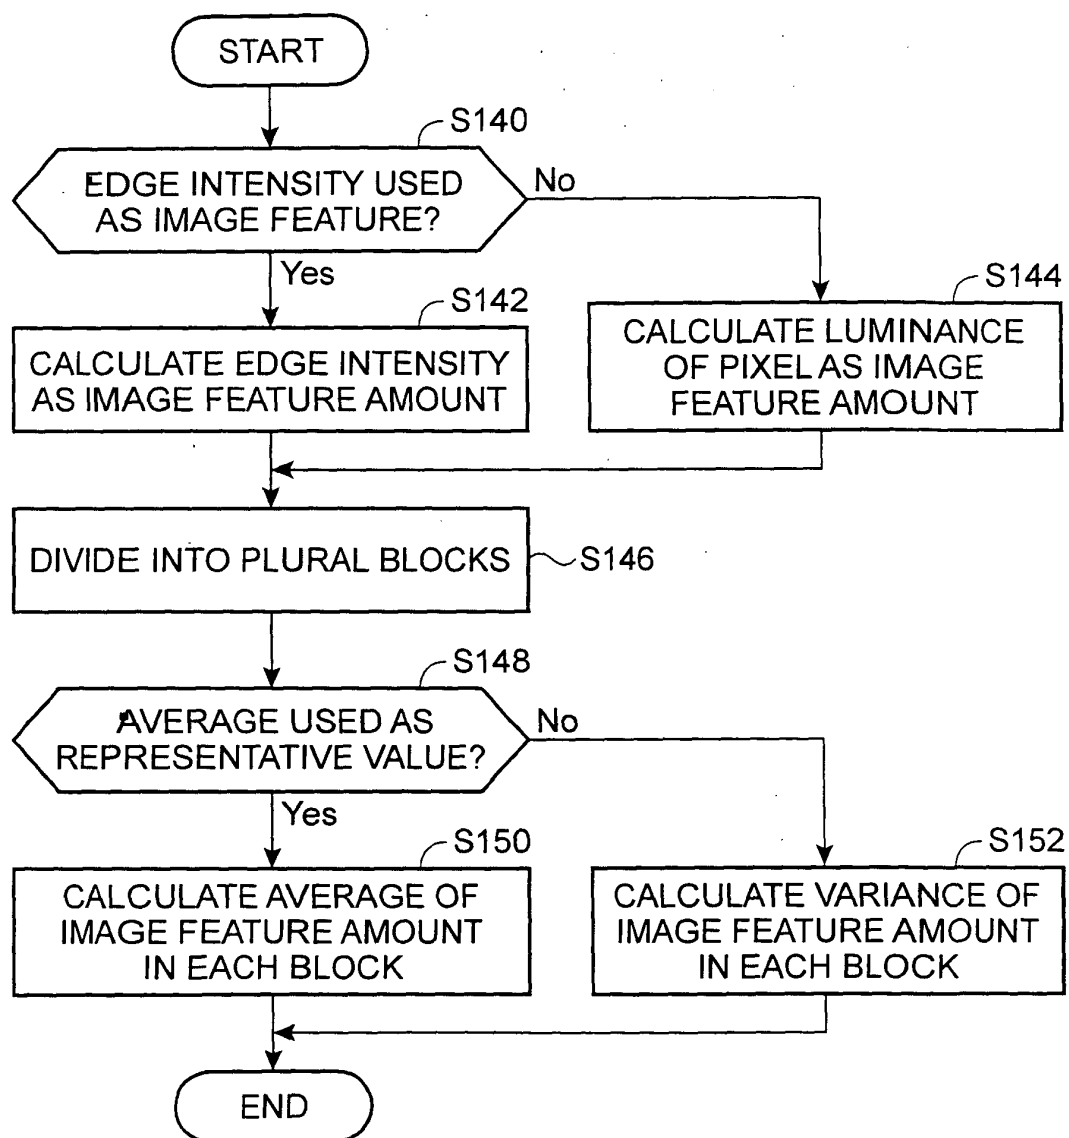 START
S140
EDGE INTENSITY USED
AS IMAGE FEATURE?
No
Yes
S142
CALCULATE EDGE INTENSITY
AS IMAGE FEATURE AMOUNT
S144
CALCULATE LUMINANCE
OF PIXEL AS IMAGE
FEATURE AMOUNT
DIVIDE INTO PLURAL BLOCKS
S146
S148
AVERAGE USED AS
REPRESENTATIVE VALUE?
No
Yes
S150
CALCULATE AVERAGE OF
IMAGE FEATURE AMOUNT
IN EACH BLOCK
S152
CALCULATE VARIANCE OF
IMAGE FEATURE AMOUNT
IN EACH BLOCK
END